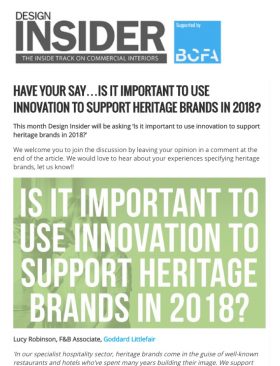 DESIGN
INSIDER
THE INSIDE TRACK ON COMMERCIAL INTERIORS
Supported by
BCFA
HAVE YOUR SAY...IS IT IMPORTANT TO USE
INNOVATION TO SUPPORT HERITAGE BRANDS IN 2018?
This month Design Insider will be asking 'Is it important to use innovation to support
heritage brands in 2018?'
We welcome you to join the discussion by leaving your opinion in a comment at the
end of the article. We would love to hear about your experiences specifying heritage
brands, let us know!!
IS IT IMPORTANT TO
USE INNOVATION TO
SUPPORT HERITAGE
BRANDS IN 2018?
Lucy Robinson, F&B Associate, Goddard Littlefair
'In our specialist hospitality sector, heritage brands come in the guise of well-known
restaurants and hotels who've spent many years building their image. We support